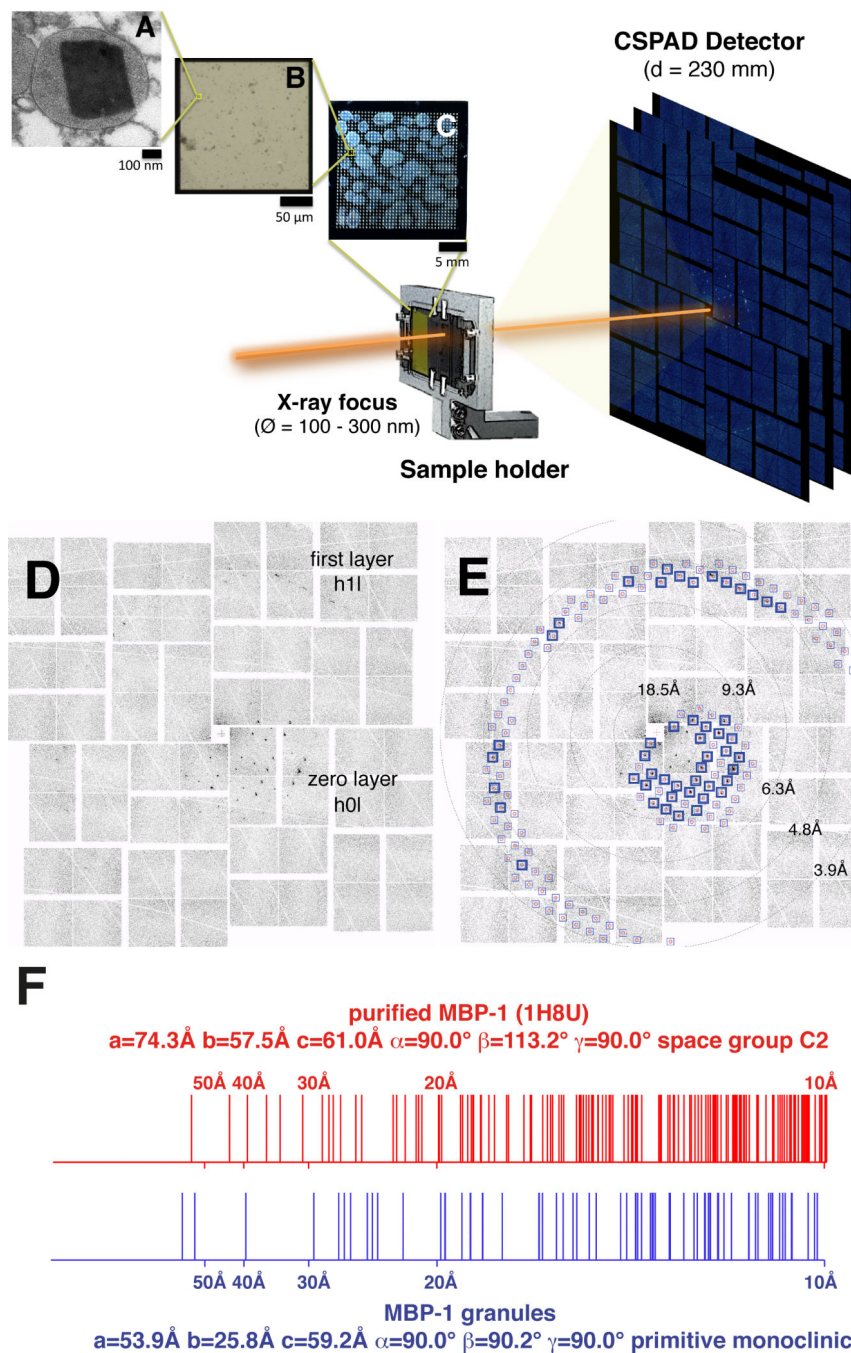 A
100 nm
B
50 µm
C
5 mm
CSPAD Detector
(d = 230 mm)
X-ray focus
(Ø = 100 - 300 nm)
Sample holder
D
first layer
h1l
zero layer
h0l
E
18.5Å
9.3Å
6.3Å
4.8Å
3.9Å
F
purified MBP-1 (1H8U)
a=74.3Å b=57.5Å c=61.0Å α=90.0° β=113.2° γ=90.0° space group C2
50Å 40Å 30Å 20Å 10Å
50Å 40Å 30Å 20Å 10Å
MBP-1 granules
a=53.9Å b=25.8Å c=59.2Å α=90.0° β=90.2° γ=90.0° primitive monoclinic